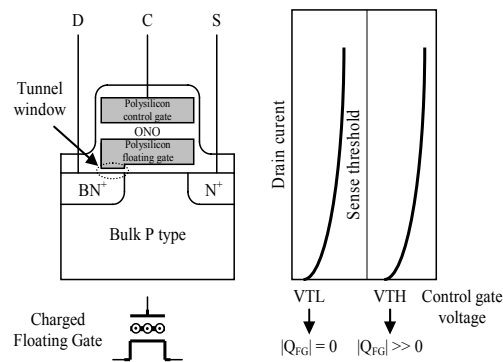 D C S
Tunnel
window
Polysilicon
control gate
ONO
Polysilicon
floating gate
BN+
N+
Bulk P type
Charged
Floating Gate
Drain curent
Sense threshold
VTL
VTH
Control gate
voltage
|QFG| = 0
|QFG| >> 0